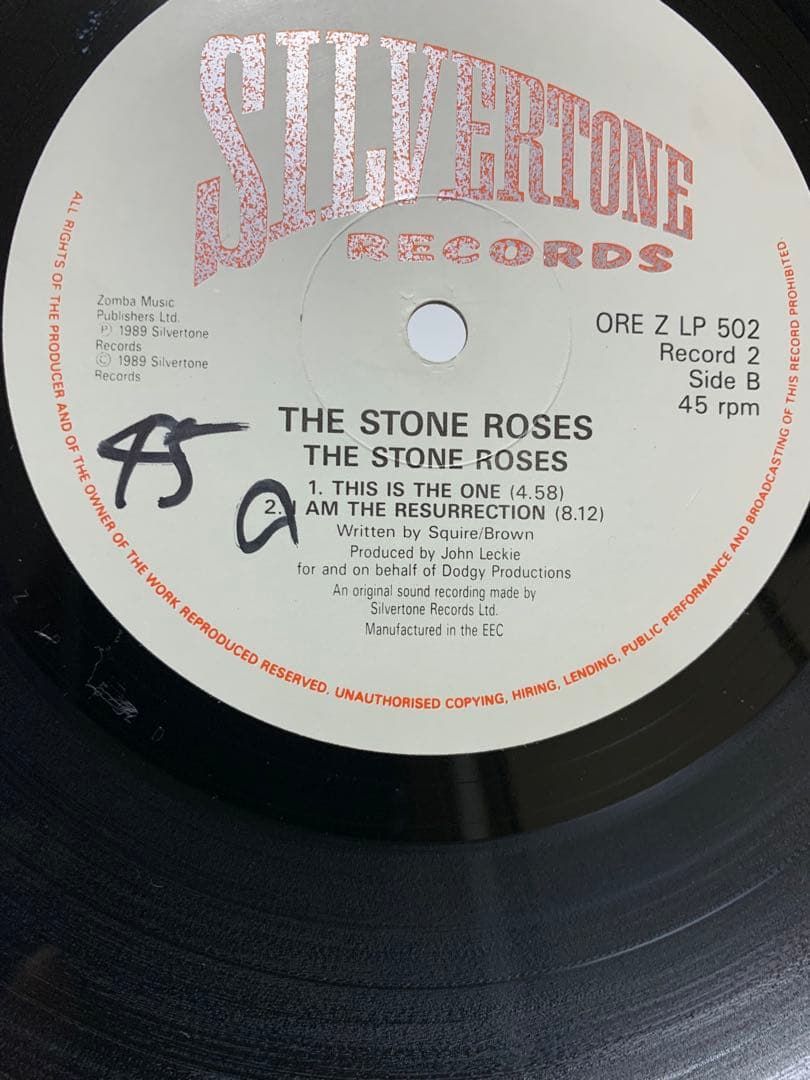 SILVERTONE
RECORDS
Zomba Music
Publishers Ltd.
Ⓟ 1989 Silvertone
Records
© 1989 Silvertone
Records
ORE Z LP 502
Record 2
Side B
45 rpm
45
a
THE STONE ROSES
THE STONE ROSES
1. THIS IS THE ONE (4.58)
2. I AM THE RESURRECTION (8.12)
Written by Squire/Brown
Produced by John Leckie
for and on behalf of Dodgy Productions
An original sound recording made by
Silvertone Records Ltd.
Manufactured in the EEC
ALL RIGHTS OF THE PRODUCER AND OF THE OWNER OF THE WORK REPRODUCED RESERVED. UNAUTHORISED COPYING, HIRING, LENDING, PUBLIC PERFORMANCE AND BROADCASTING OF THIS RECORD PROHIBITED.